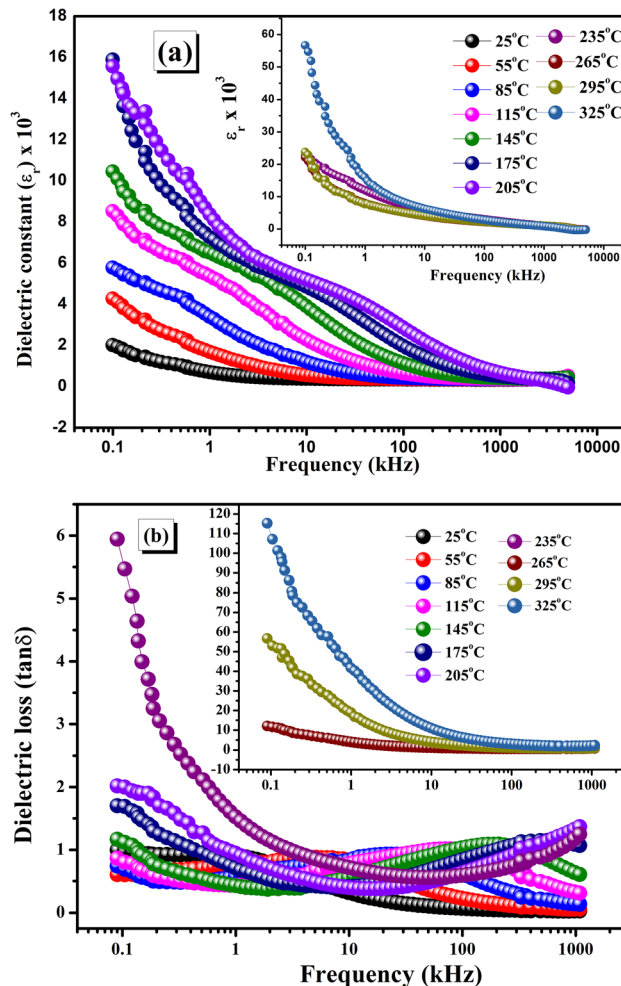 (a)
Dielectric constant (εr) x 10³
18
16
14
12
10
8
6
4
2
0
-2
0.1
1
10
100
1000
10000
Frequency (kHz)
εr x 10³
60
50
40
30
20
10
0
0.1
1
10
100
1000
10000
Frequency (kHz)
25°C
55°C
85°C
115°C
145°C
175°C
205°C
235°C
265°C
295°C
325°C
(b)
Dielectric loss (tanδ)
6
5
4
3
2
1
0
0.1
1
10
100
1000
Frequency (kHz)
120
110
100
90
80
70
60
50
40
30
20
10
0
-10
0.1
1
10
100
1000
25°C
55°C
85°C
115°C
145°C
175°C
205°C
235°C
265°C
295°C
325°C